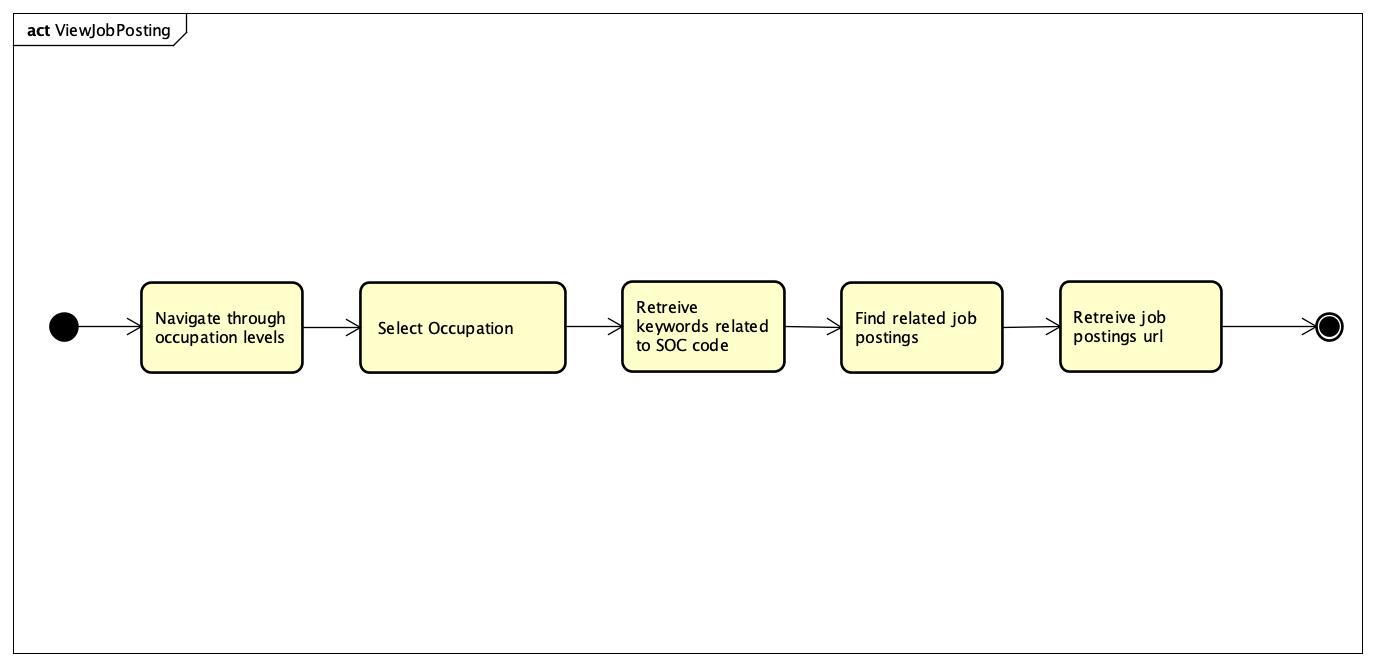 act ViewJobPosting
Navigate through
occupation levels
Select Occupation
Retreive
keywords related
to SOC code
Find related job
postings
Retreive job
postings url